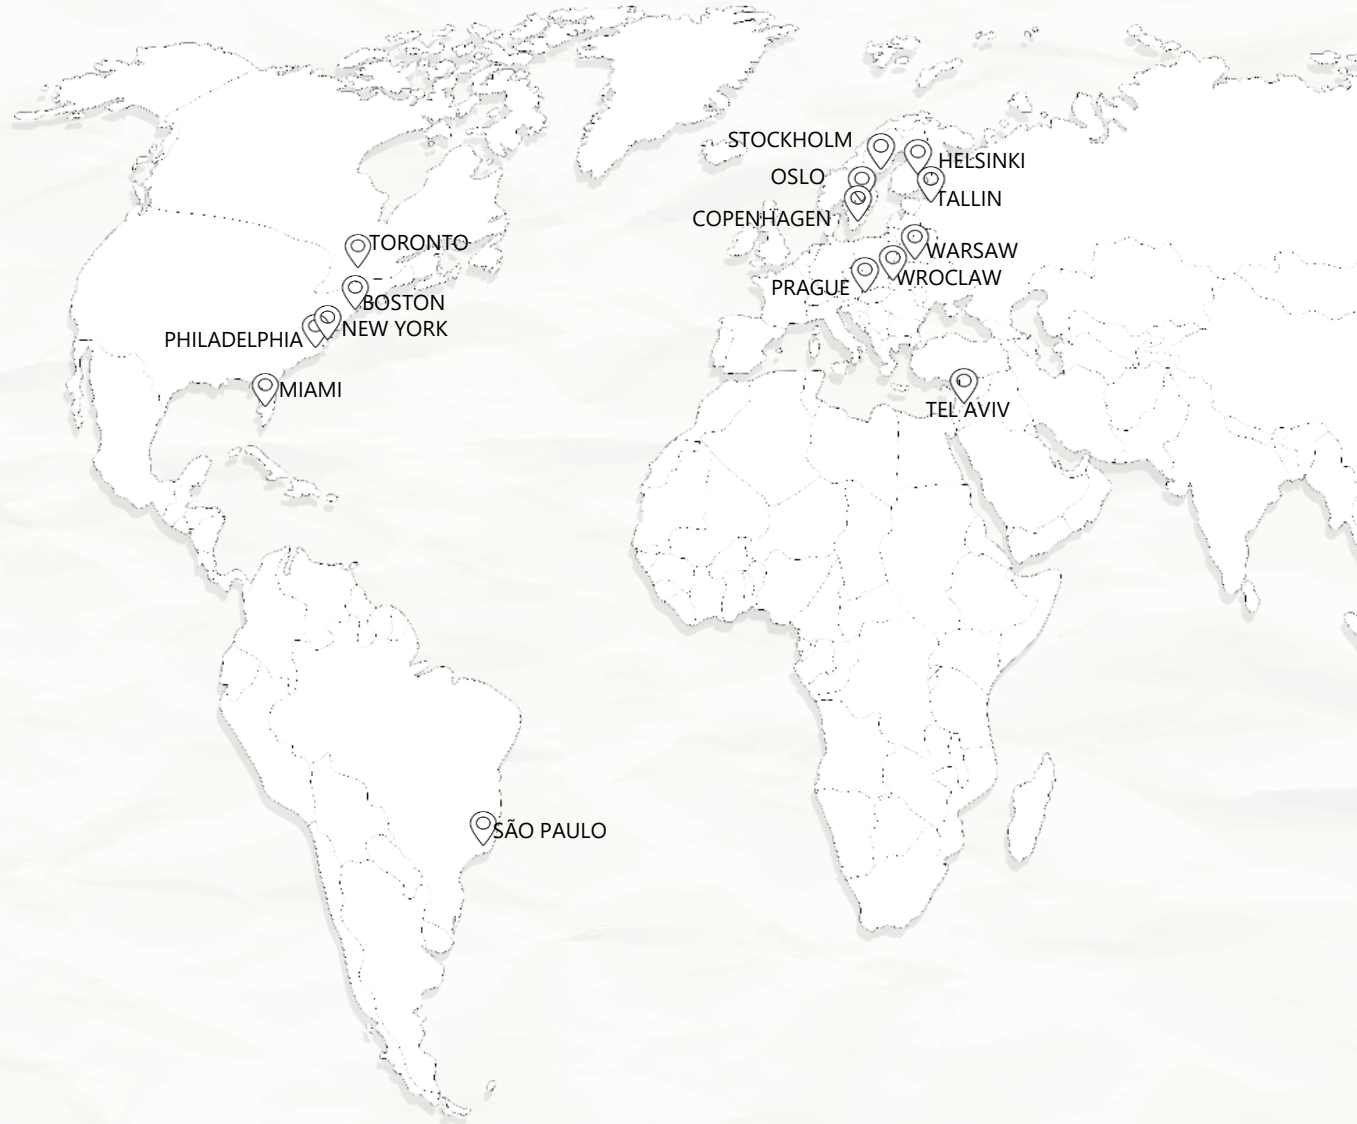 STOCKHOLM
HELSINKI
OSLO
TALLIN
COPENHAGEN
TORONTO
WARSAW
WROCLAW
PRAGUE
BOSTON
NEW YORK
PHILADELPHIA
MIAMI
TEL AVIV
SÃO PAULO